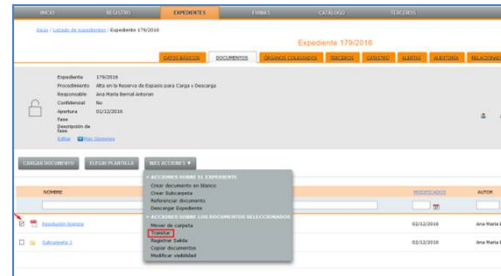 INICIO REGISTRO EXPEDIENTES FIRMAS CATÁLOGO TERCEROS
Inicio / Listado de expedientes / Expediente 179/2016
Expediente 179/2016
DATOS BÁSICOS DOCUMENTOS ÓRGANOS COLEGIADOS TERCEROS CATASTRO ALERTAS AUDITORÍA RELACIONADO
Expediente 179/2016
Procedimiento Alta en la Reserva de Espacio para Carga y Descarga
Responsable Ana María Bernal Antoran
Confidencial No
Apertura 02/12/2016
Fase
Descripción de fase
Editar Más Opciones
CARGAR DOCUMENTO ELEGIR PLANTILLA MÁS ACCIONES ▼
ACCIONES SOBRE EL EXPEDIENTE
Crear documento en blanco
Crear Subcarpeta
Referenciar documento
Descargar Expediente
ACCIONES SOBRE LOS DOCUMENTOS SELECCIONADOS
Mover de carpeta
Tramitar
Registrar Salida
Copiar documentos
Modificar visibilidad
NOMBRE MODIFICADO AUTOR
Resolución licencia 02/12/2016 Ana María B
Subcarpeta 1 02/12/2016 Ana María B